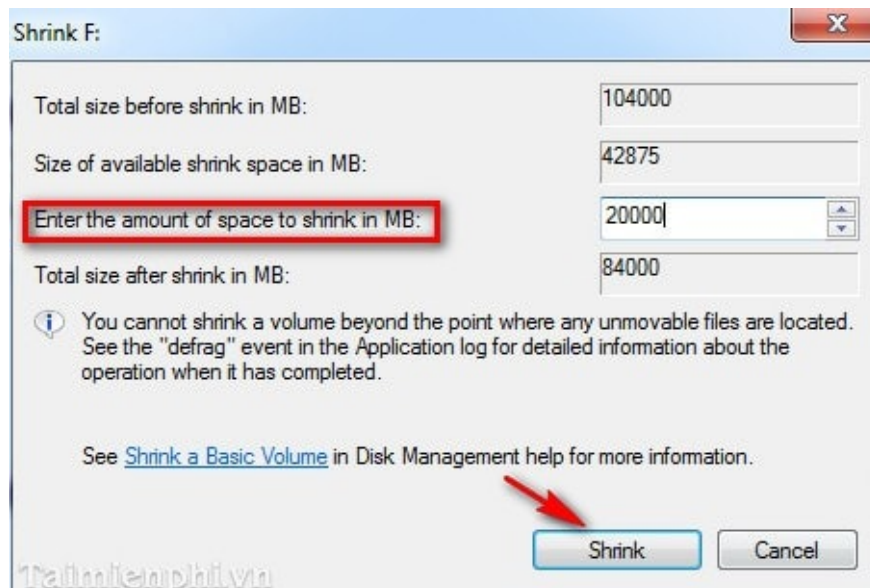 Shrink F:
Total size before shrink in MB: 104000
Size of available shrink space in MB: 42875
Enter the amount of space to shrink in MB: 20000
Total size after shrink in MB: 84000
You cannot shrink a volume beyond the point where any unmovable files are located.
See the "defrag" event in the Application log for detailed information about the
operation when it has completed.
See Shrink a Basic Volume in Disk Management help for more information.
Shrink Cancel
Taimienphi.vn